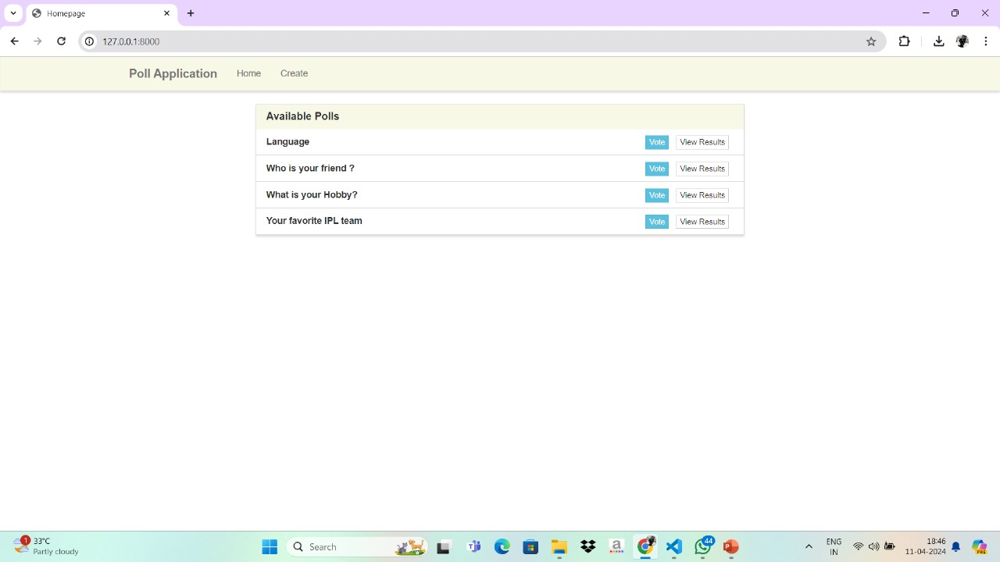 Homepage
127.0.0.1:8000
Poll Application Home Create
Available Polls
Language Vote View Results
Who is your friend ? Vote View Results
What is your Hobby? Vote View Results
Your favorite IPL team Vote View Results
1 33°C
Partly cloudy
Search
a
44
P
PRE
ENG
IN
18:46
11-04-2024